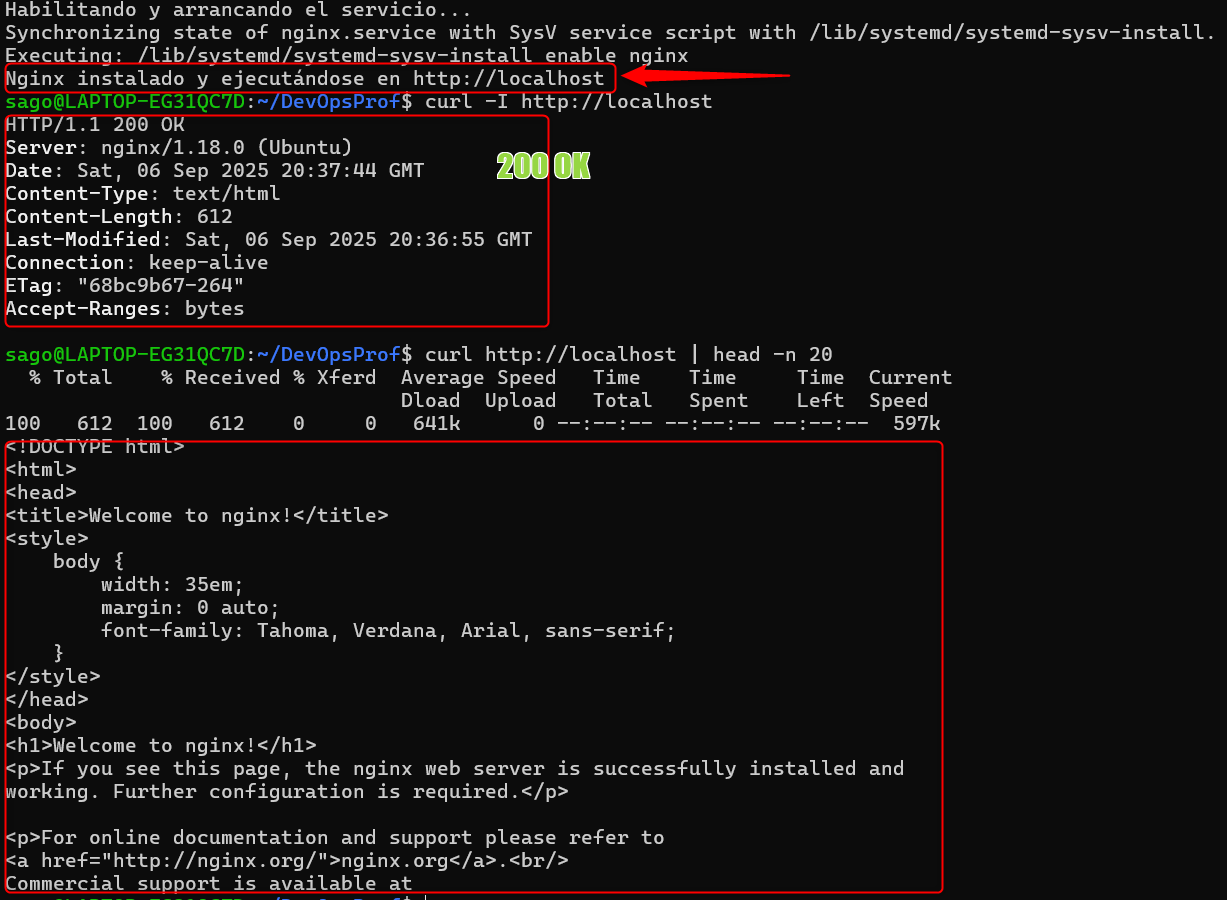 Habilitando y arrancando el servicio...
Synchronizing state of nginx.service with SysV service script with /lib/systemd/systemd-sysv-install.
Executing: /lib/systemd/systemd-sysv-install enable nginx
Nginx instalado y ejecutándose en http://localhost
sago@LAPTOP-EG31QC7D:~/DevOpsProf$ curl -I http://localhost
HTTP/1.1 200 OK
Server: nginx/1.18.0 (Ubuntu)
200 OK
Date: Sat, 06 Sep 2025 20:37:44 GMT
Content-Type: text/html
Content-Length: 612
Last-Modified: Sat, 06 Sep 2025 20:36:55 GMT
Connection: keep-alive
ETag: "68bc9b67-264"
Accept-Ranges: bytes
sago@LAPTOP-EG31QC7D:~/DevOpsProf$ curl http://localhost | head -n 20
  % Total    % Received % Xferd  Average Speed   Time    Time     Time  Current
                                 Dload  Upload   Total   Spent    Left  Speed
100   612  100   612    0     0   641k      0 --:--:-- --:--:-- --:--:--  597k
<!DOCTYPE html>
<html>
<head>
<title>Welcome to nginx!</title>
<style>
    body {
        width: 35em;
        margin: 0 auto;
        font-family: Tahoma, Verdana, Arial, sans-serif;
    }
</style>
</head>
<body>
<h1>Welcome to nginx!</h1>
<p>If you see this page, the nginx web server is successfully installed and
working. Further configuration is required.</p>

<p>For online documentation and support please refer to
<a href="http://nginx.org/">nginx.org</a>.<br/>
Commercial support is available at